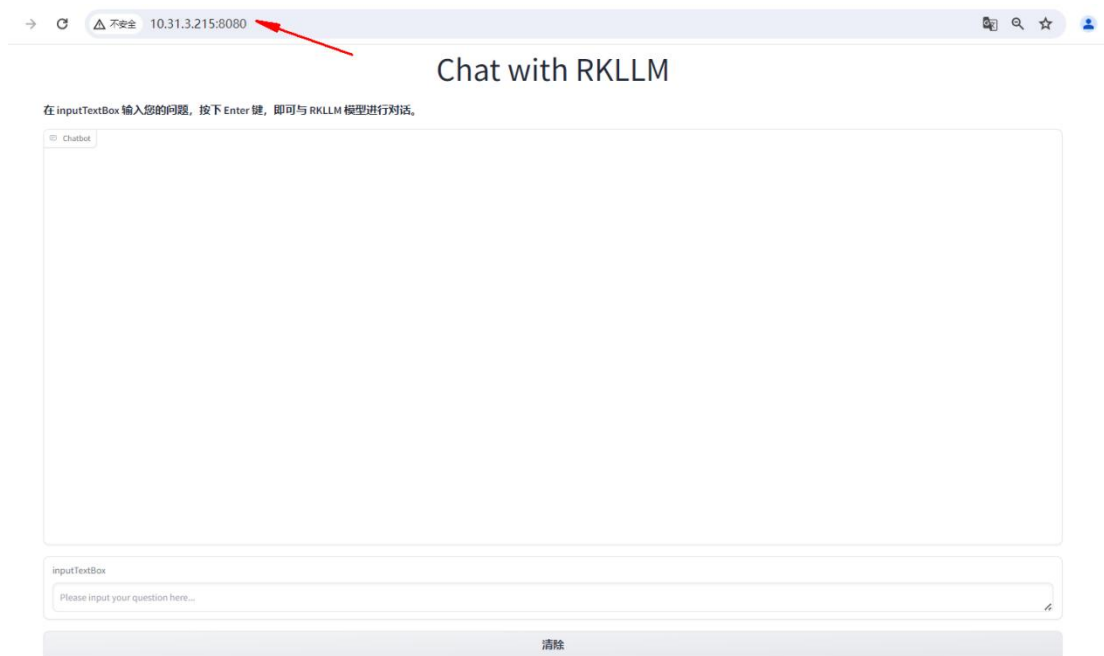 不安全 10.31.3.215:8080
Chat with RKLLM
在 inputTextBox 输入您的问题，按下 Enter 键，即可与 RKLLM 模型进行对话。
Chatbot
inputTextBox
Please input your question here...
清除